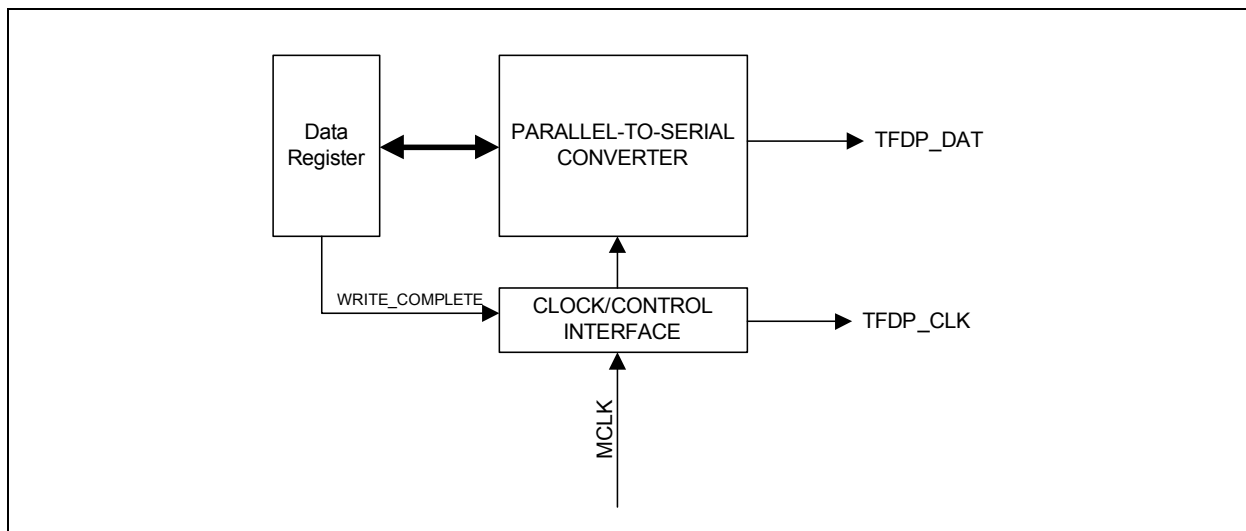 Data
Register
PARALLEL-TO-SERIAL
CONVERTER
TFDP_DAT
WRITE_COMPLETE
CLOCK/CONTROL
INTERFACE
TFDP_CLK
MCLK